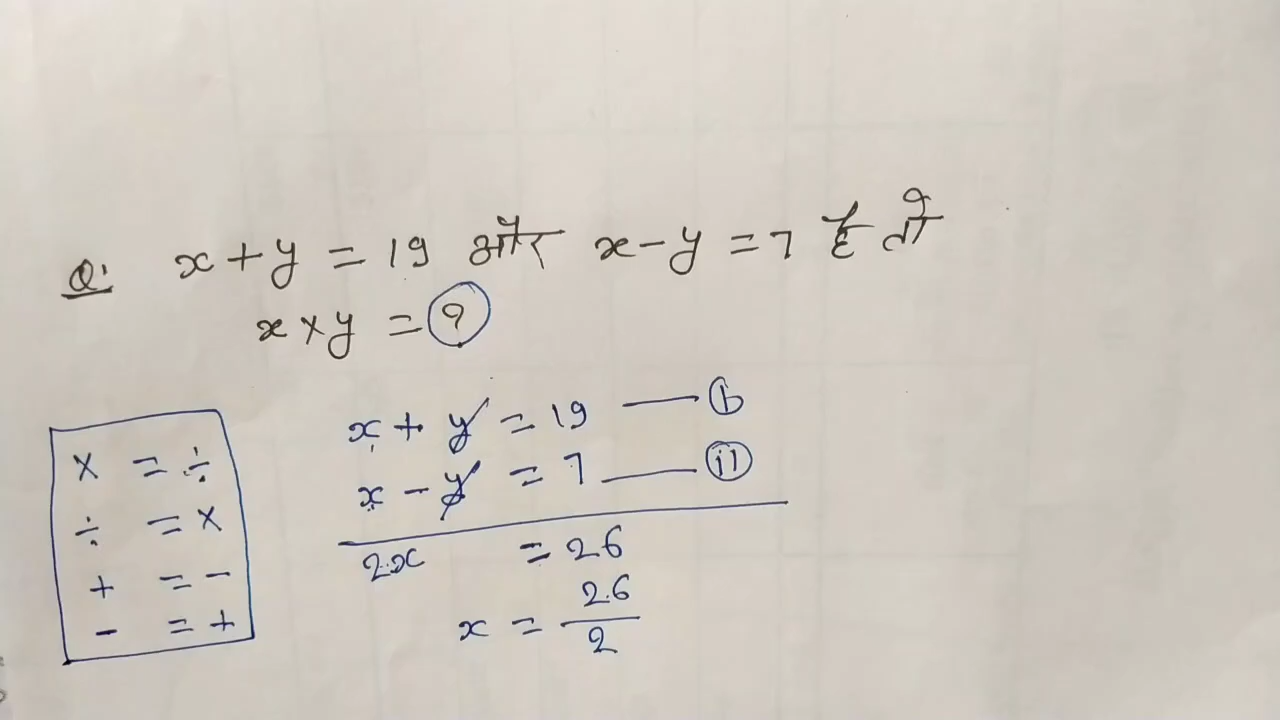 Q. x + y = 19 और x - y = 7 है तो
x × y = ?
x + y = 19 — (i)
x - y = 7 — (ii)
2x = 26
x = 26/2
× = ÷
÷ = ×
+ = -
- = +